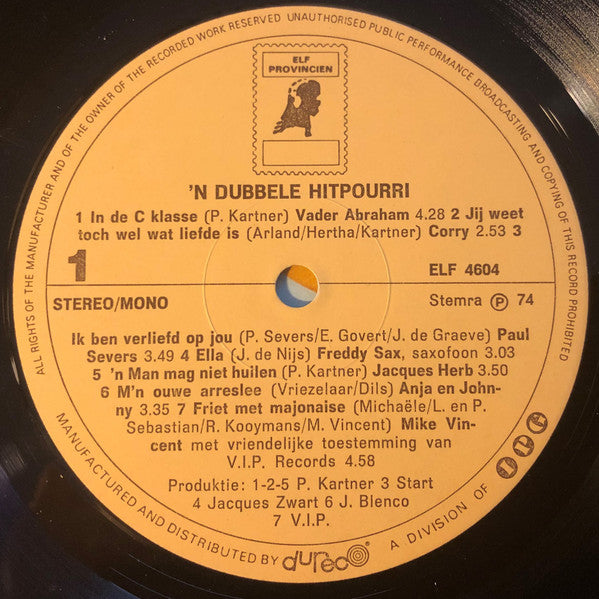 ALL RIGHTS OF THE MANUFACTURER AND OF THE OWNER OF THE RECORDED WORK RESERVED UNAUTHORISED PUBLIC PERFORMANCE BROADCASTING AND COPYING OF THIS RECORD PROHIBITED
ELF
PROVINCIEN
'N DUBBELE HITPOURRI
1 In de C klasse (P. Kartner) Vader Abraham 4.28 2 Jij weet
toch wel wat liefde is (Arland/Hertha/Kartner) Corry 2.53 3
1
ELF 4604
STEREO/MONO
Stemra Ⓟ 74
Ik ben verliefd op jou (P. Severs/E. Govert/J. de Graeve) Paul
Severs 3.49 4 Ella (J. de Nijs) Freddy Sax, saxofoon 3.03
5 'n Man mag niet huilen (P. Kartner) Jacques Herb 3.50
6 M'n ouwe arreslee (Vriezelaar/Dils) Anja en John-
ny 3.35 7 Friet met majonaise (Michaële/L. en P.
Sebastian/R. Kooymans/M. Vincent) Mike Vin-
cent met vriendelijke toestemming van
V.I.P. Records 4.58
Produktie: 1-2-5 P. Kartner 3 Start
4 Jacques Zwart 6 J. Blenco
7 V.I.P.
MANUFACTURED AND DISTRIBUTED BY dureco A DIVISION OF